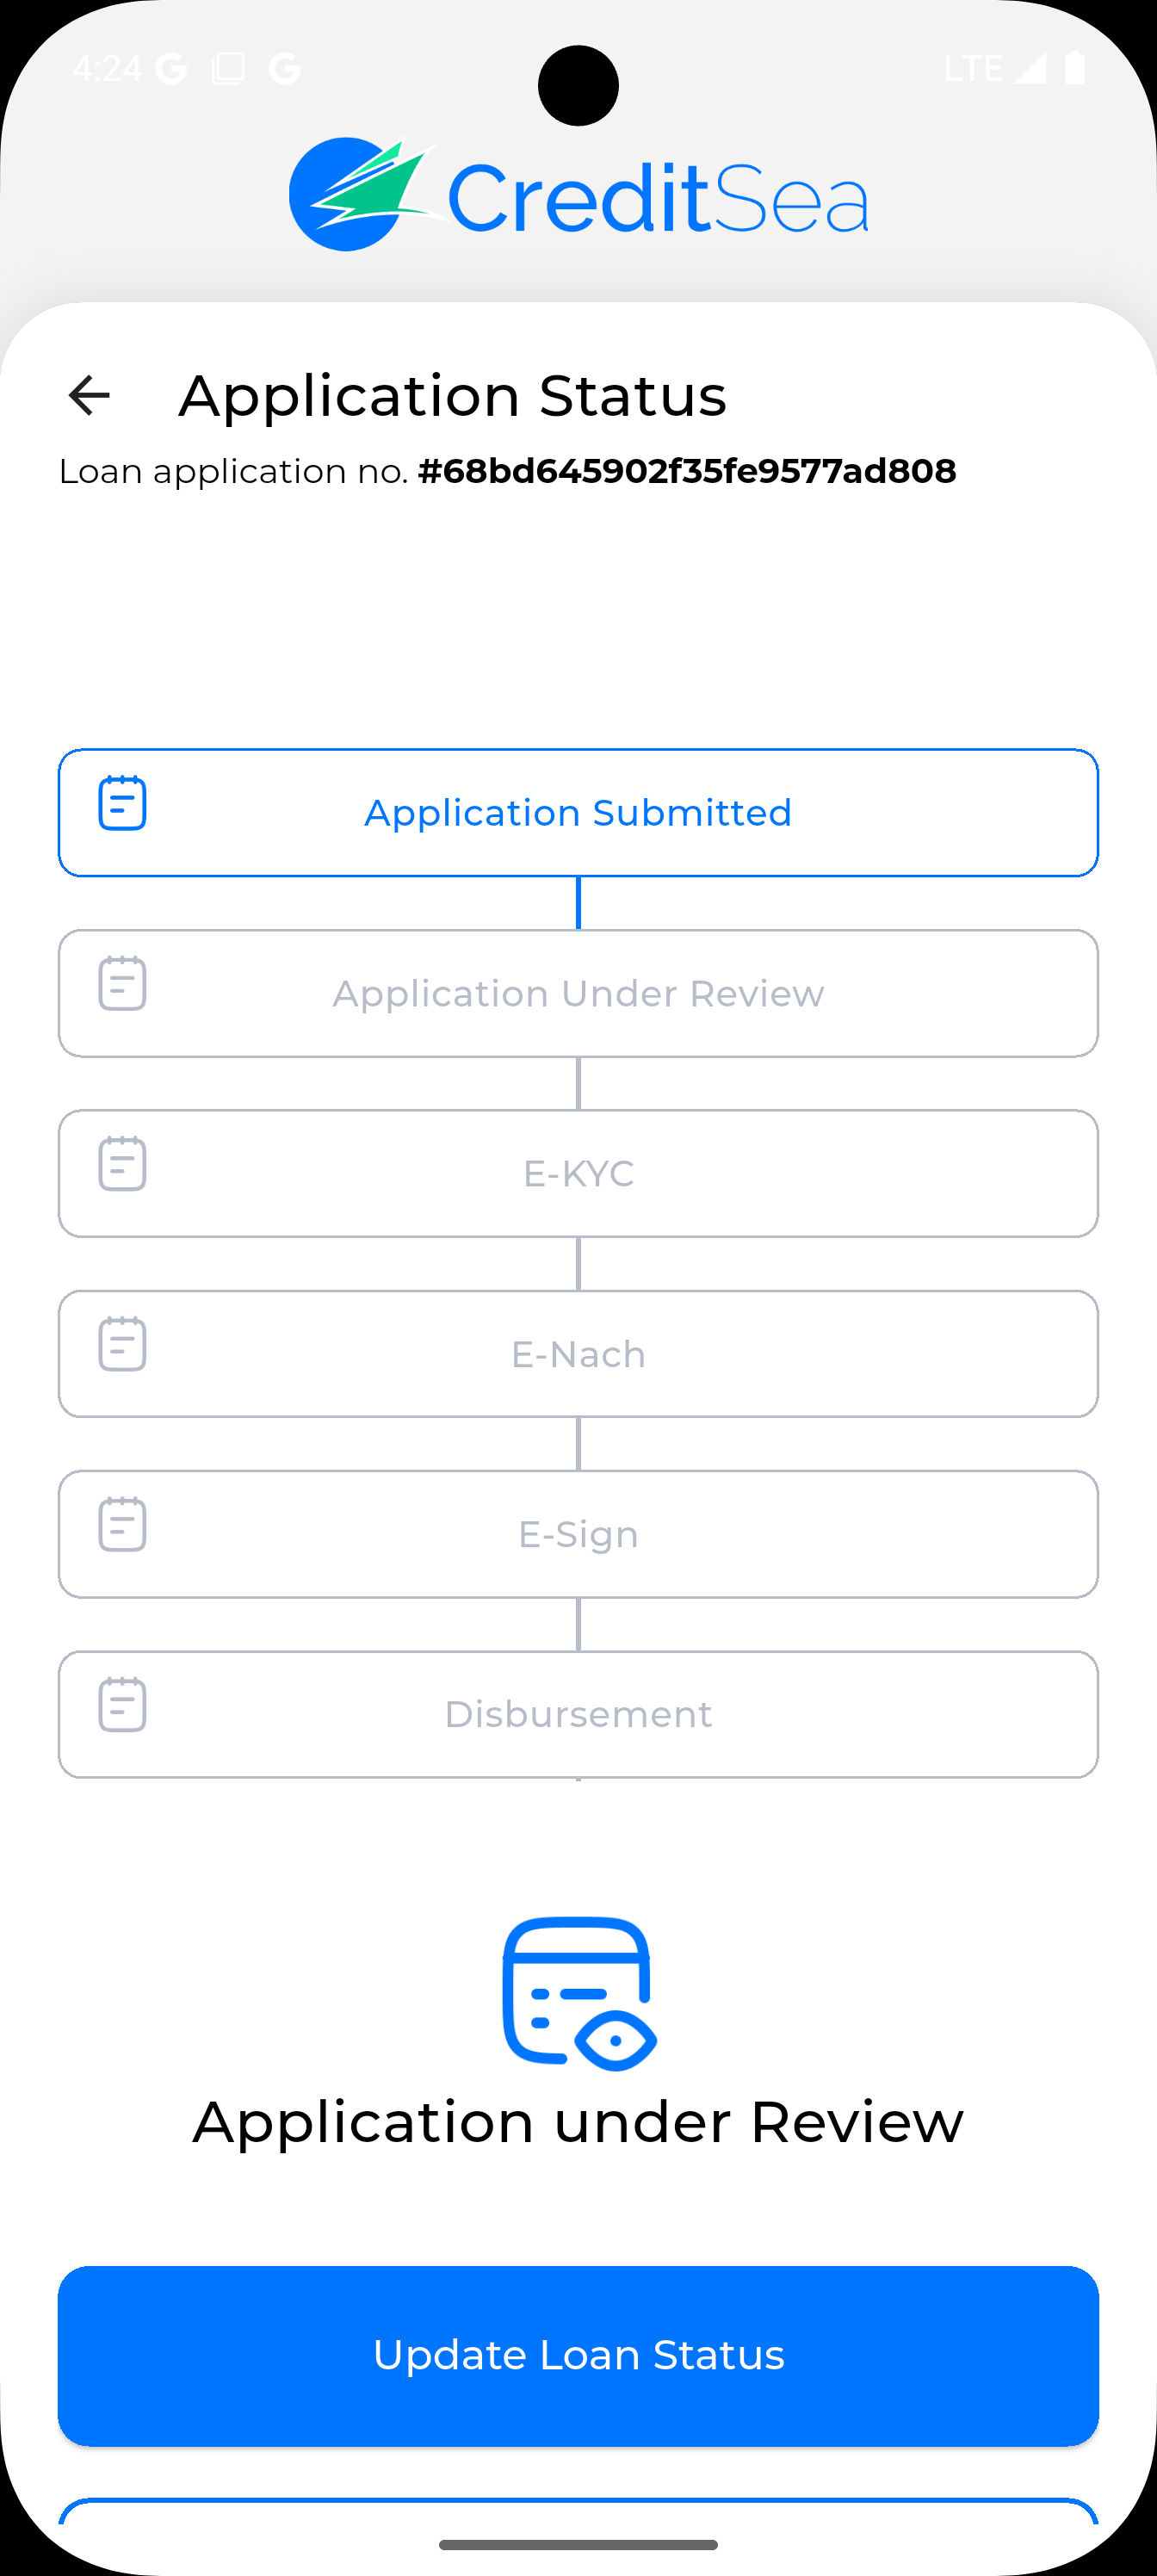 4:24
LTE
CreditSea
Application Status
Loan application no. #68bd645902f35fe9577ad808
Application Submitted
Application Under Review
E-KYC
E-Nach
E-Sign
Disbursement
Application under Review
Update Loan Status